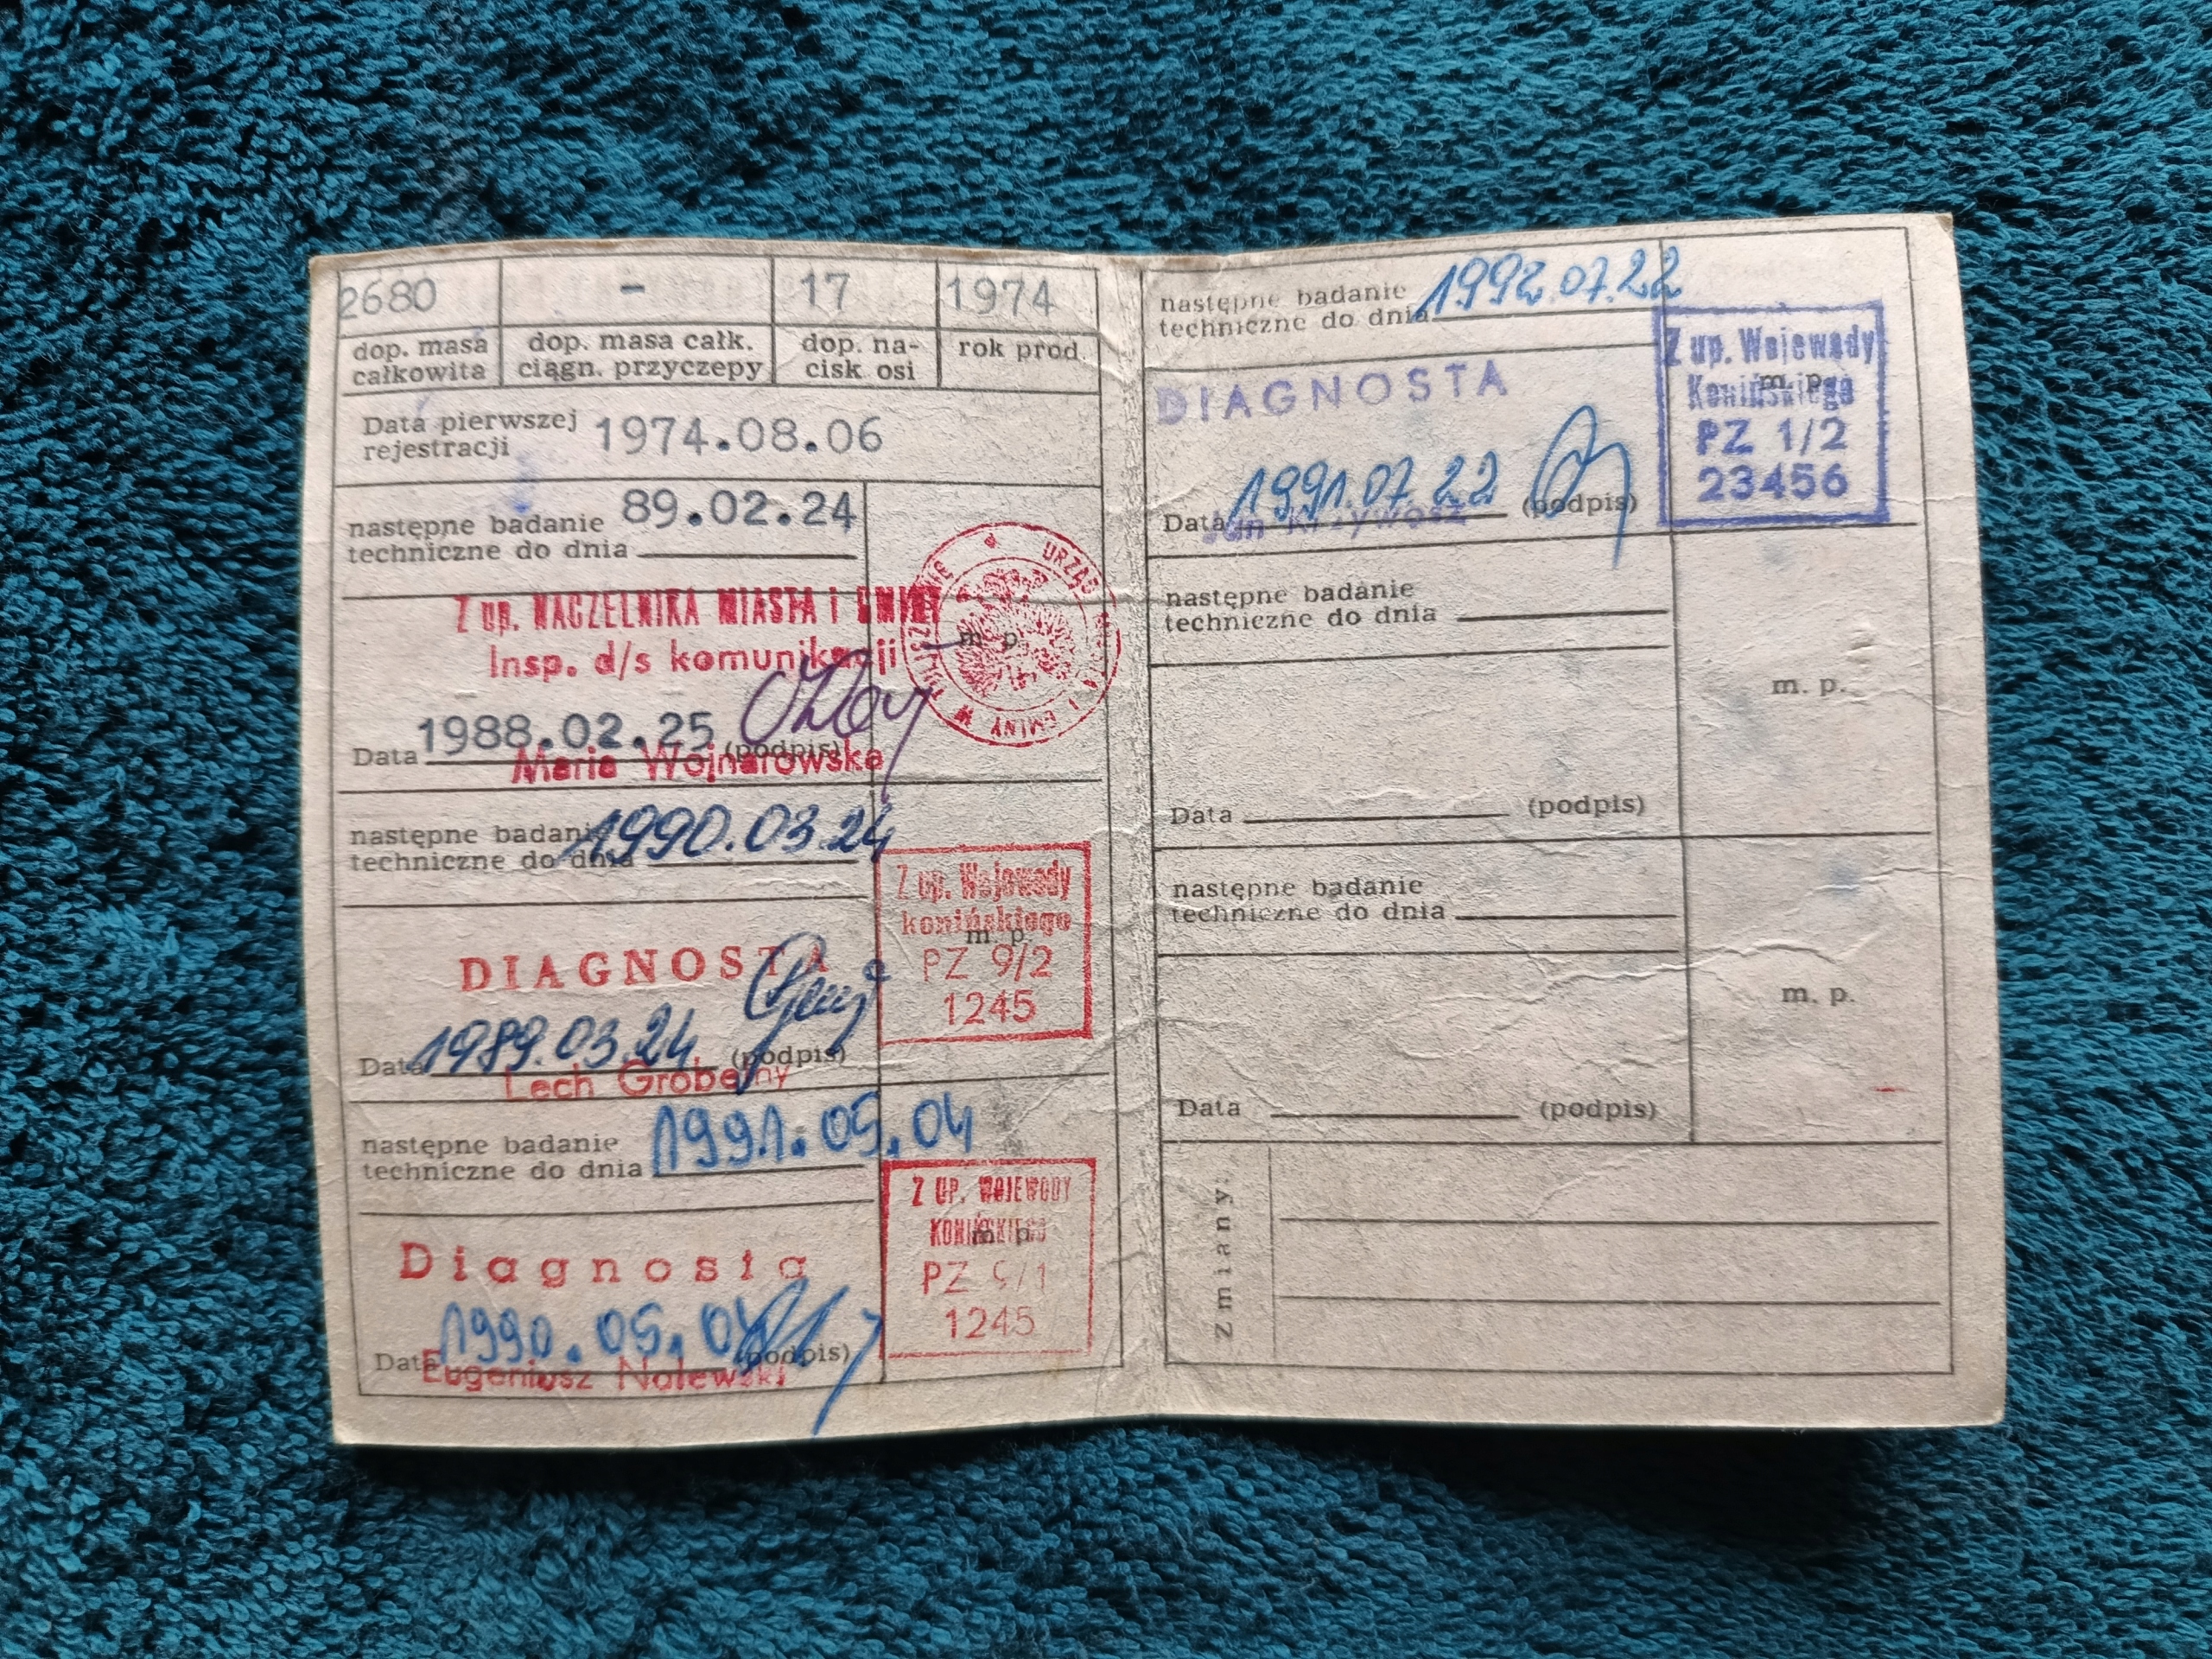 2680 - 17 1974
dop. masa całkowita dop. masa całk. ciągn. przyczepy dop. nacisk osi rok prod.
Data pierwszej
rejestracji 1974.08.06
następne badanie 89.02.24
techniczne do dnia
Z up. NACZELNIKA MIASTA i GMINY
Insp. d/s komunikacji
m. p.
URZĄD I GMINY W
Data 1988.02.25 (podpis)
Maria Wojnarowska
następne badanie 1990.03.24
techniczne do dnia
Z up. Wojewody
konińskiego
m. p.
PZ 9/2
1245
DIAGNOSTA
Data 1989.03.24 (podpis)
Lech Grobelny
następne badanie 1991.05.04
techniczne do dnia
Z UP. WOJEWODY
KONIŃSKIEGO
m. p.
PZ 9/1
1245
Diagnosta
Data 1990.05.04 (podpis)
Eugeniusz Nalewski
następne badanie 1992.07.22
techniczne do dnia
Z up. Wojewody
Konińskiego
m. p.
PZ 1/2
23456
DIAGNOSTA
Data 1991.07.22 (podpis)
Jan Krzywosz
następne badanie
techniczne do dnia
m. p.
Data (podpis)
następne badanie
techniczne do dnia
m. p.
Data (podpis)
Zmiany: